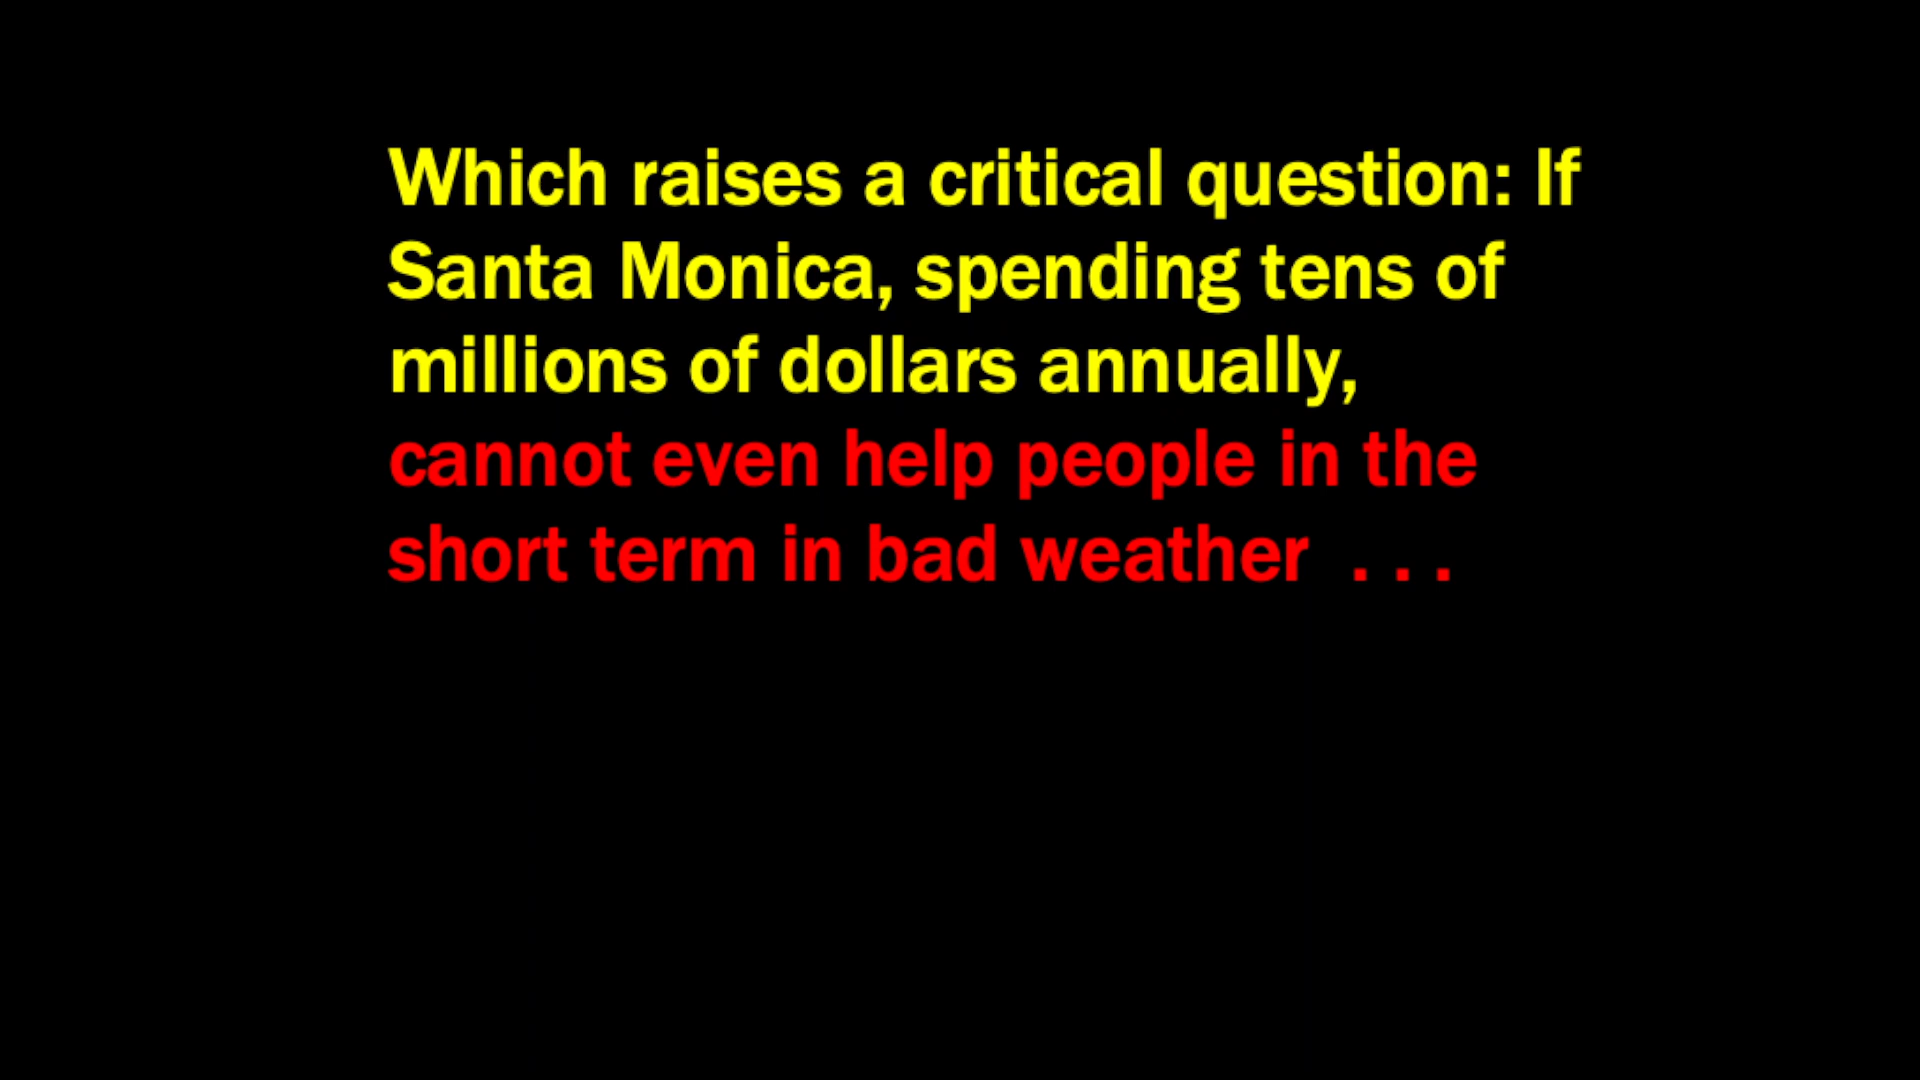 Which raises a critical question: If
Santa Monica, spending tens of
millions of dollars annually,
cannot even help people in the
short term in bad weather  . . .